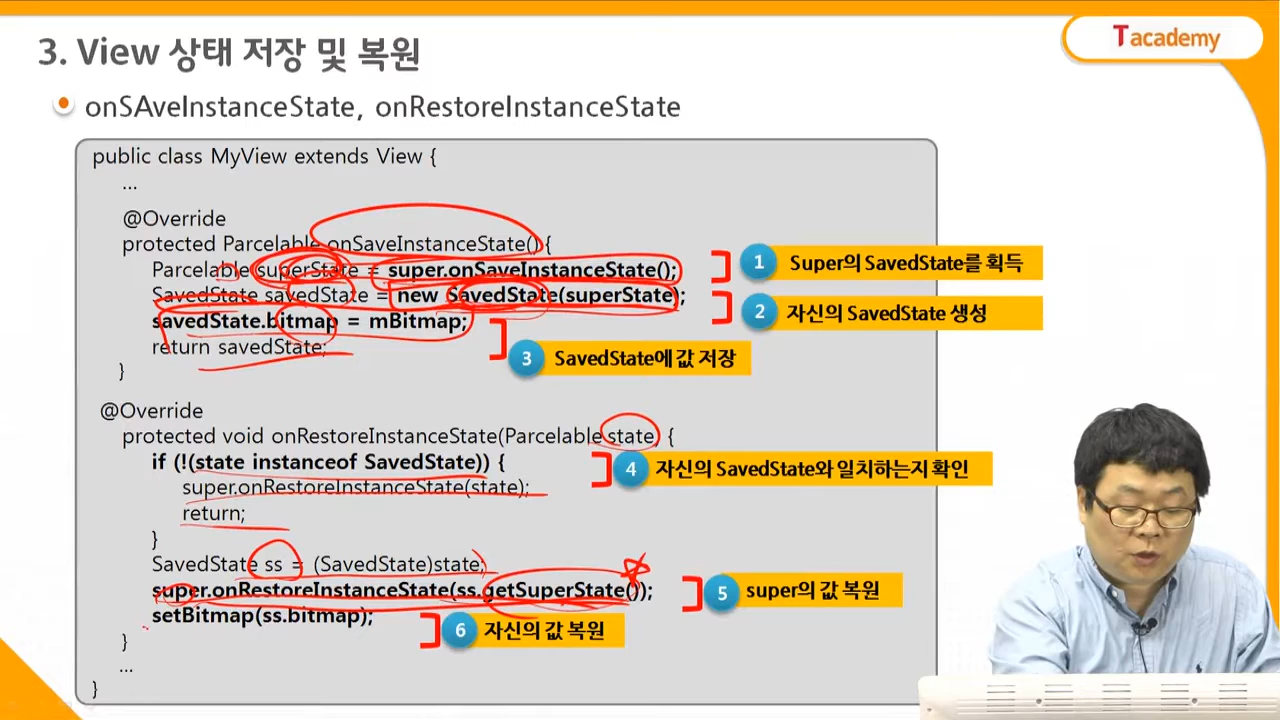 3. View 상태 저장 및 복원
Tacademy
onSAveInstanceState, onRestoreInstanceState
public class MyView extends View {
...
@Override
protected Parcelable onSaveInstanceState() {
Parcelable superState = super.onSaveInstanceState();
1 Super의 SavedState를 획득
SavedState savedState = new SavedState(superState);
2 자신의 SavedState 생성
savedState.bitmap = mBitmap;
return savedState;
3 SavedState에 값 저장
}
@Override
protected void onRestoreInstanceState(Parcelable state) {
if (!(state instanceof SavedState)) {
4 자신의 SavedState와 일치하는지 확인
super.onRestoreInstanceState(state);
return;
}
SavedState ss = (SavedState)state;
super.onRestoreInstanceState(ss.getSuperState());
5 super의 값 복원
setBitmap(ss.bitmap);
6 자신의 값 복원
}
...
}